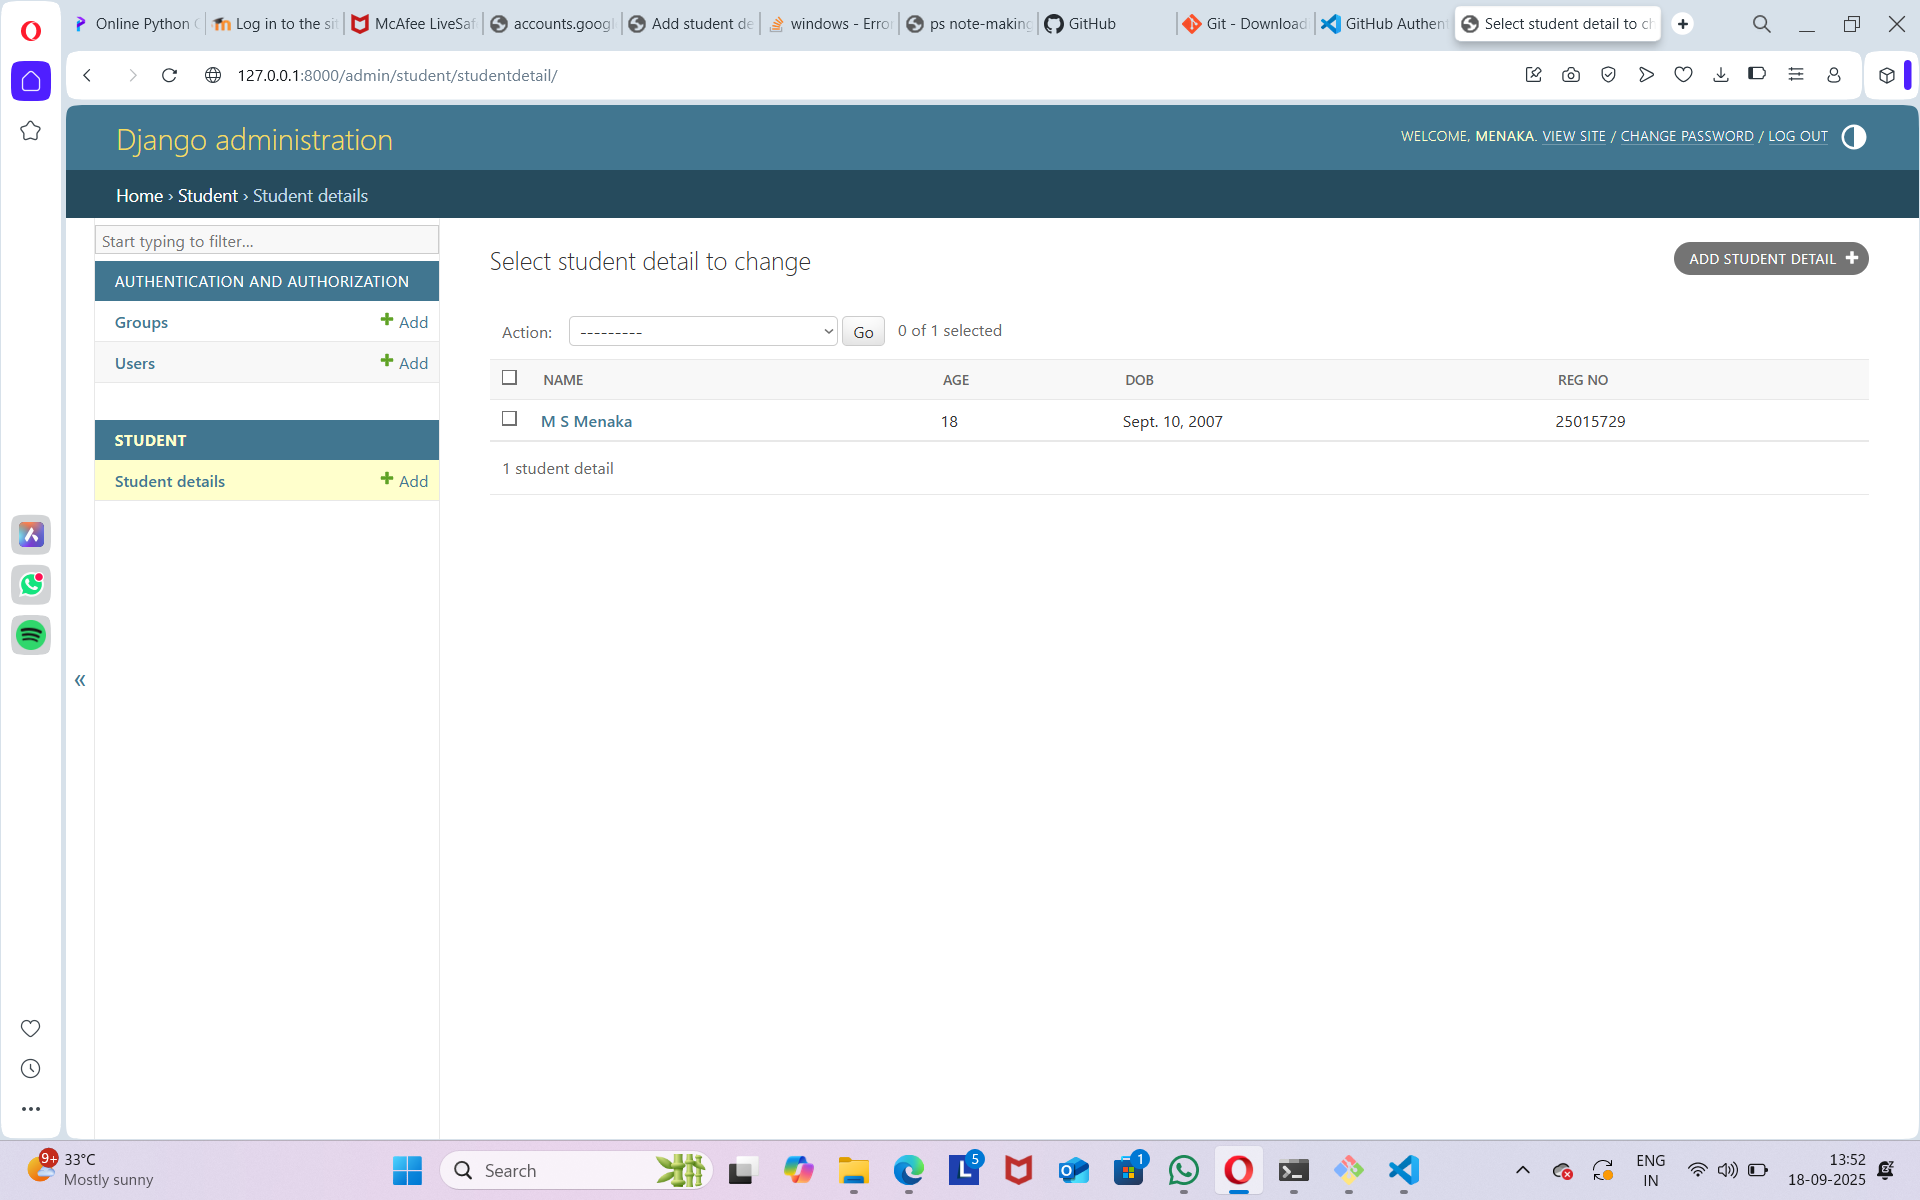 Online Python
Log in to the si
McAfee LiveSaf
accounts.googl
Add student de
windows - Erro
ps note-making
GitHub
Git - Download
GitHub Authen
Select student detail to ch
127.0.0.1:8000/admin/student/studentdetail/
Django administration
WELCOME, MENAKA. VIEW SITE / CHANGE PASSWORD / LOG OUT
Home › Student › Student details
Start typing to filter...
AUTHENTICATION AND AUTHORIZATION
Groups Add
Users Add
STUDENT
Student details Add
«
Select student detail to change
ADD STUDENT DETAIL
Action: --------- Go 0 of 1 selected
NAME AGE DOB REG NO
M S Menaka 18 Sept. 10, 2007 25015729
1 student detail
9+
33°C
Mostly sunny
Search
L 5
1
ENG
IN
13:52
18-09-2025